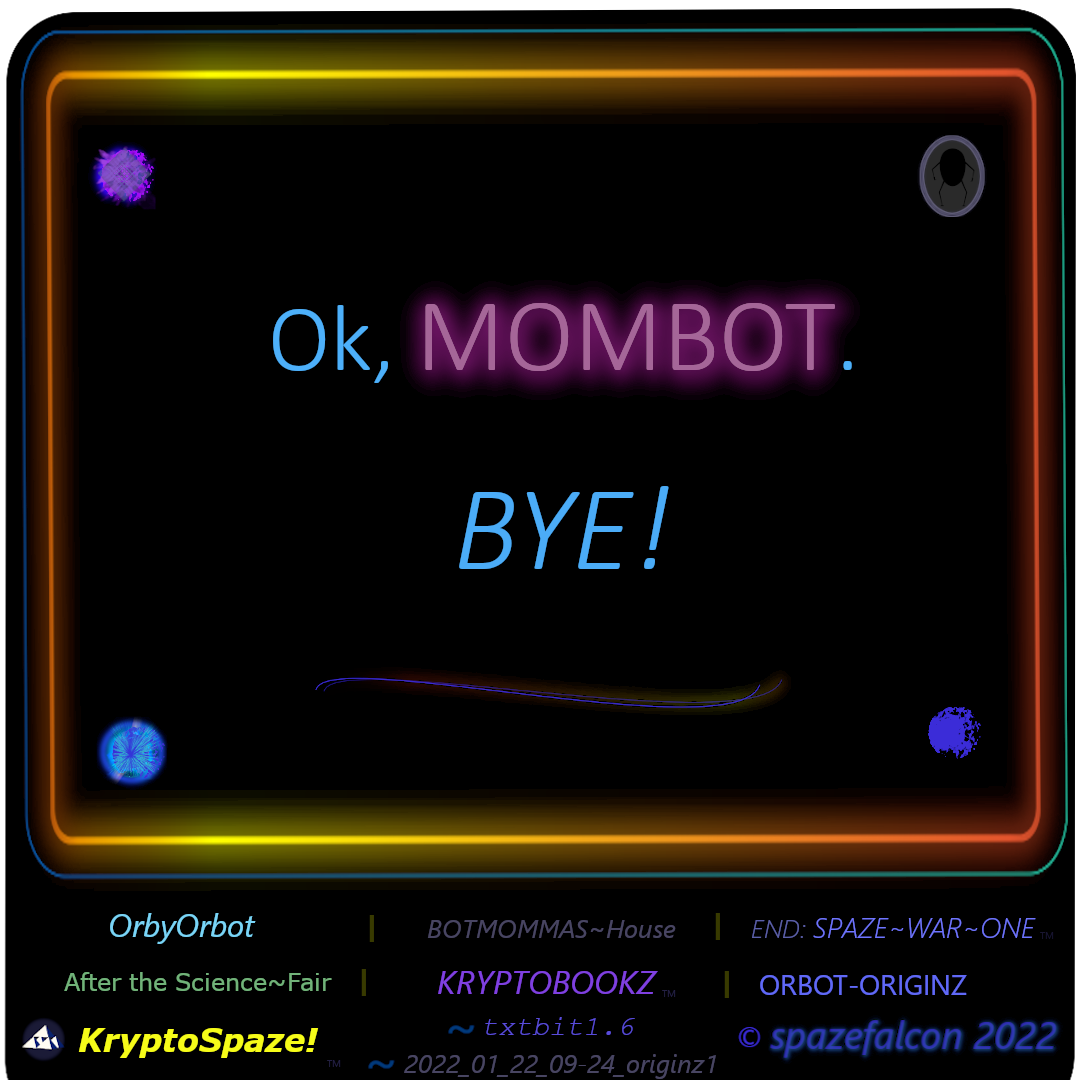 Ok, MOMBOT.
BYE!
OrbyOrbot | BOTMOMMAS~House | END: SPAZE~WAR~ONE ™
After the Science~Fair | KRYPTOBOOKZ ™ | ORBOT-ORIGINZ
KryptoSpaze! ™ ~ txtbit1.6 © spazefalcon 2022
~ 2022_01_22_09-24_originz1